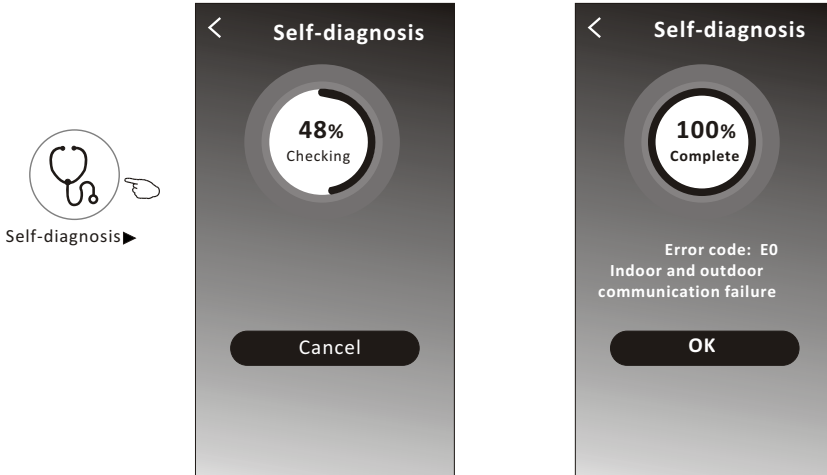 Self-diagnosis▶
Self-diagnosis
48%
Checking
Cancel
Self-diagnosis
100%
Complete
Error code: E0
Indoor and outdoor
communication failure
OK